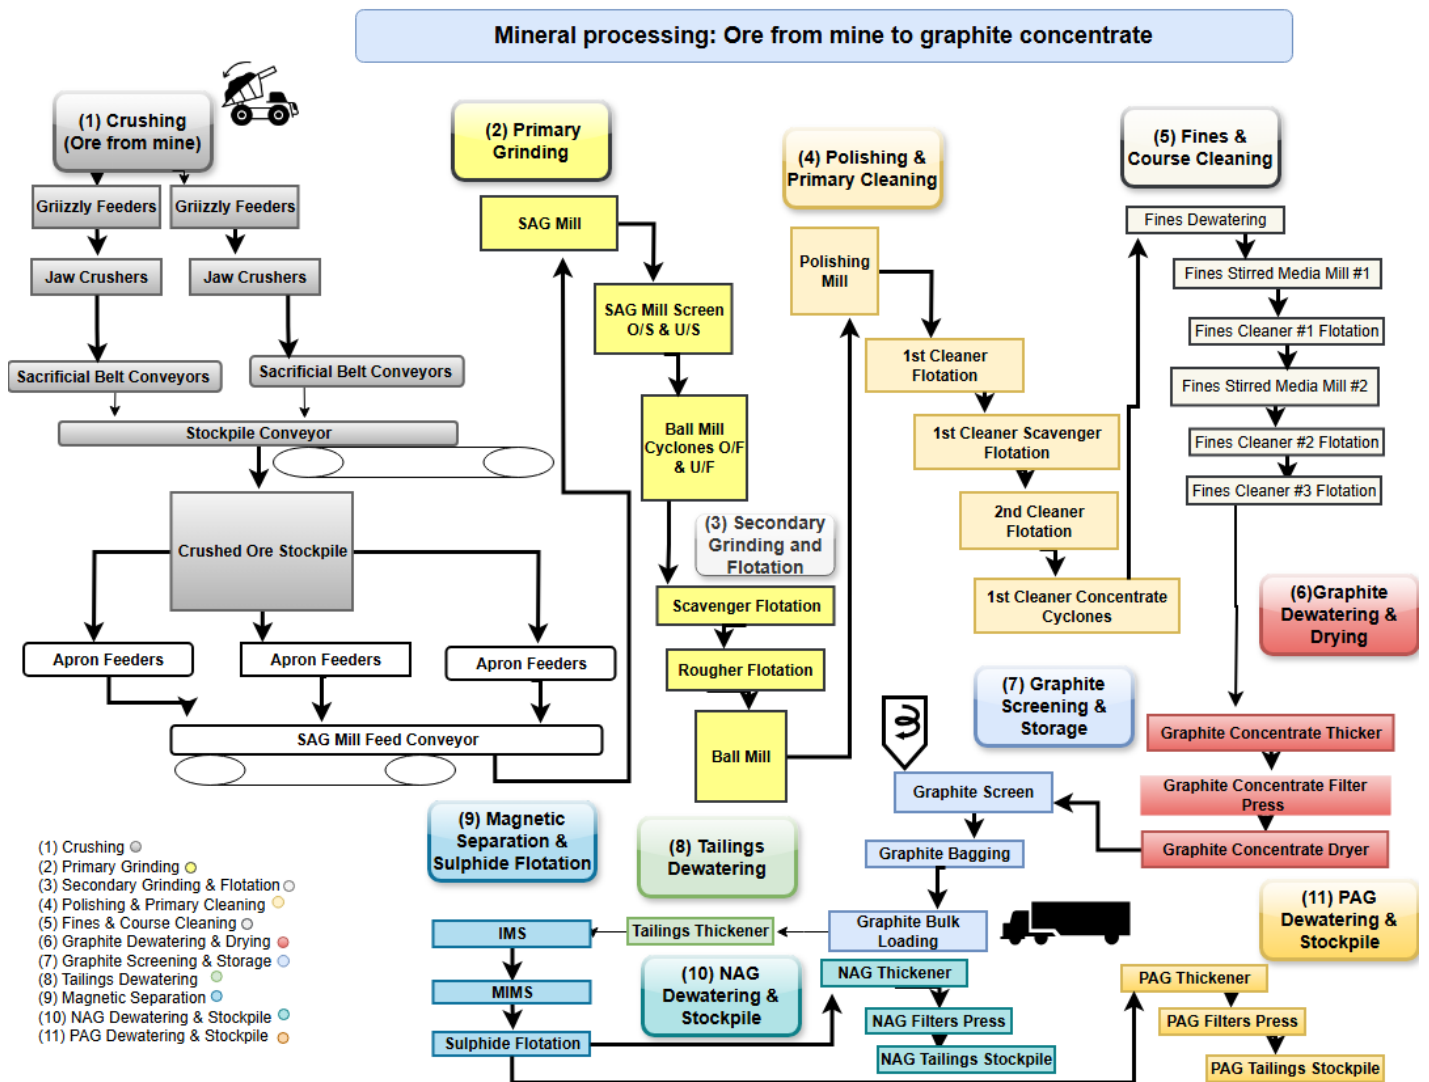 Mineral processing: Ore from mine to graphite concentrate
(1) Crushing
(Ore from mine)
Griizzly Feeders
Griizzly Feeders
Jaw Crushers
Jaw Crushers
Sacrificial Belt Conveyors
Sacrificial Belt Conveyors
Stockpile Conveyor
Crushed Ore Stockpile
Apron Feeders
Apron Feeders
Apron Feeders
SAG Mill Feed Conveyor
(2) Primary
Grinding
SAG Mill
SAG Mill Screen
O/S & U/S
Ball Mill
Cyclones O/F
& U/F
(3) Secondary
Grinding and
Flotation
Scavenger Flotation
Rougher Flotation
Ball Mill
(4) Polishing &
Primary Cleaning
Polishing
Mill
1st Cleaner
Flotation
1st Cleaner Scavenger
Flotation
2nd Cleaner
Flotation
1st Cleaner Concentrate
Cyclones
(5) Fines &
Course Cleaning
Fines Dewatering
Fines Stirred Media Mill #1
Fines Cleaner #1 Flotation
Fines Stirred Media Mill #2
Fines Cleaner #2 Flotation
Fines Cleaner #3 Flotation
(6)Graphite
Dewatering &
Drying
Graphite Concentrate Thicker
Graphite Concentrate Filter
Press
Graphite Concentrate Dryer
(7) Graphite
Screening &
Storage
Graphite Screen
Graphite Bagging
Graphite Bulk
Loading
(8) Tailings
Dewatering
Tailings Thickener
(9) Magnetic
Separation &
Sulphide Flotation
IMS
MIMS
Sulphide Flotation
(10) NAG
Dewatering &
Stockpile
NAG Thickener
NAG Filters Press
NAG Tailings Stockpile
(11) PAG
Dewatering &
Stockpile
PAG Thickener
PAG Filters Press
PAG Tailings Stockpile
(1) Crushing
(2) Primary Grinding
(3) Secondary Grinding & Flotation
(4) Polishing & Primary Cleaning
(5) Fines & Course Cleaning
(6) Graphite Dewatering & Drying
(7) Graphite Screening & Storage
(8) Tailings Dewatering
(9) Magnetic Separation
(10) NAG Dewatering & Stockpile
(11) PAG Dewatering & Stockpile